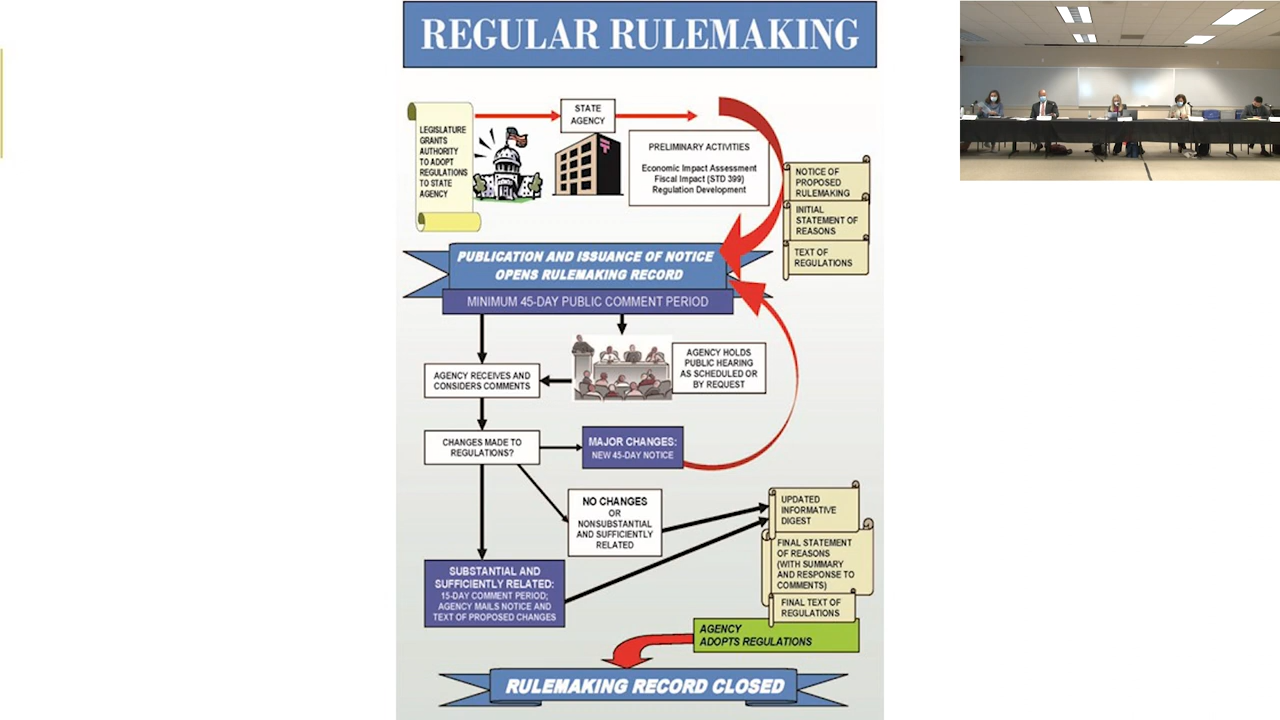 REGULAR RULEMAKING
LEGISLATURE
GRANTS
AUTHORITY
TO ADOPT
REGULATIONS
TO STATE
AGENCY
STATE
AGENCY
PRELIMINARY ACTIVITIES
Economic Impact Assessment
Fiscal Impact (STD 399)
Regulation Development
NOTICE OF
PROPOSED
RULEMAKING
INITIAL
STATEMENT OF
REASONS
TEXT OF
REGULATIONS
PUBLICATION AND ISSUANCE OF NOTICE
OPENS RULEMAKING RECORD
MINIMUM 45-DAY PUBLIC COMMENT PERIOD
AGENCY HOLDS
PUBLIC HEARING
AS SCHEDULED OR
BY REQUEST
AGENCY RECEIVES AND
CONSIDERS COMMENTS
CHANGES MADE TO
REGULATIONS?
MAJOR CHANGES:
NEW 45-DAY NOTICE
NO CHANGES
OR
NONSUBSTANTIAL
AND SUFFICIENTLY
RELATED
SUBSTANTIAL AND
SUFFICIENTLY RELATED:
15-DAY COMMENT PERIOD;
AGENCY MAILS NOTICE AND
TEXT OF PROPOSED CHANGES
UPDATED
INFORMATIVE
DIGEST
FINAL STATEMENT
OF REASONS
(WITH SUMMARY
AND RESPONSE TO
COMMENTS)
FINAL TEXT OF
REGULATIONS
AGENCY
ADOPTS REGULATIONS
RULEMAKING RECORD CLOSED